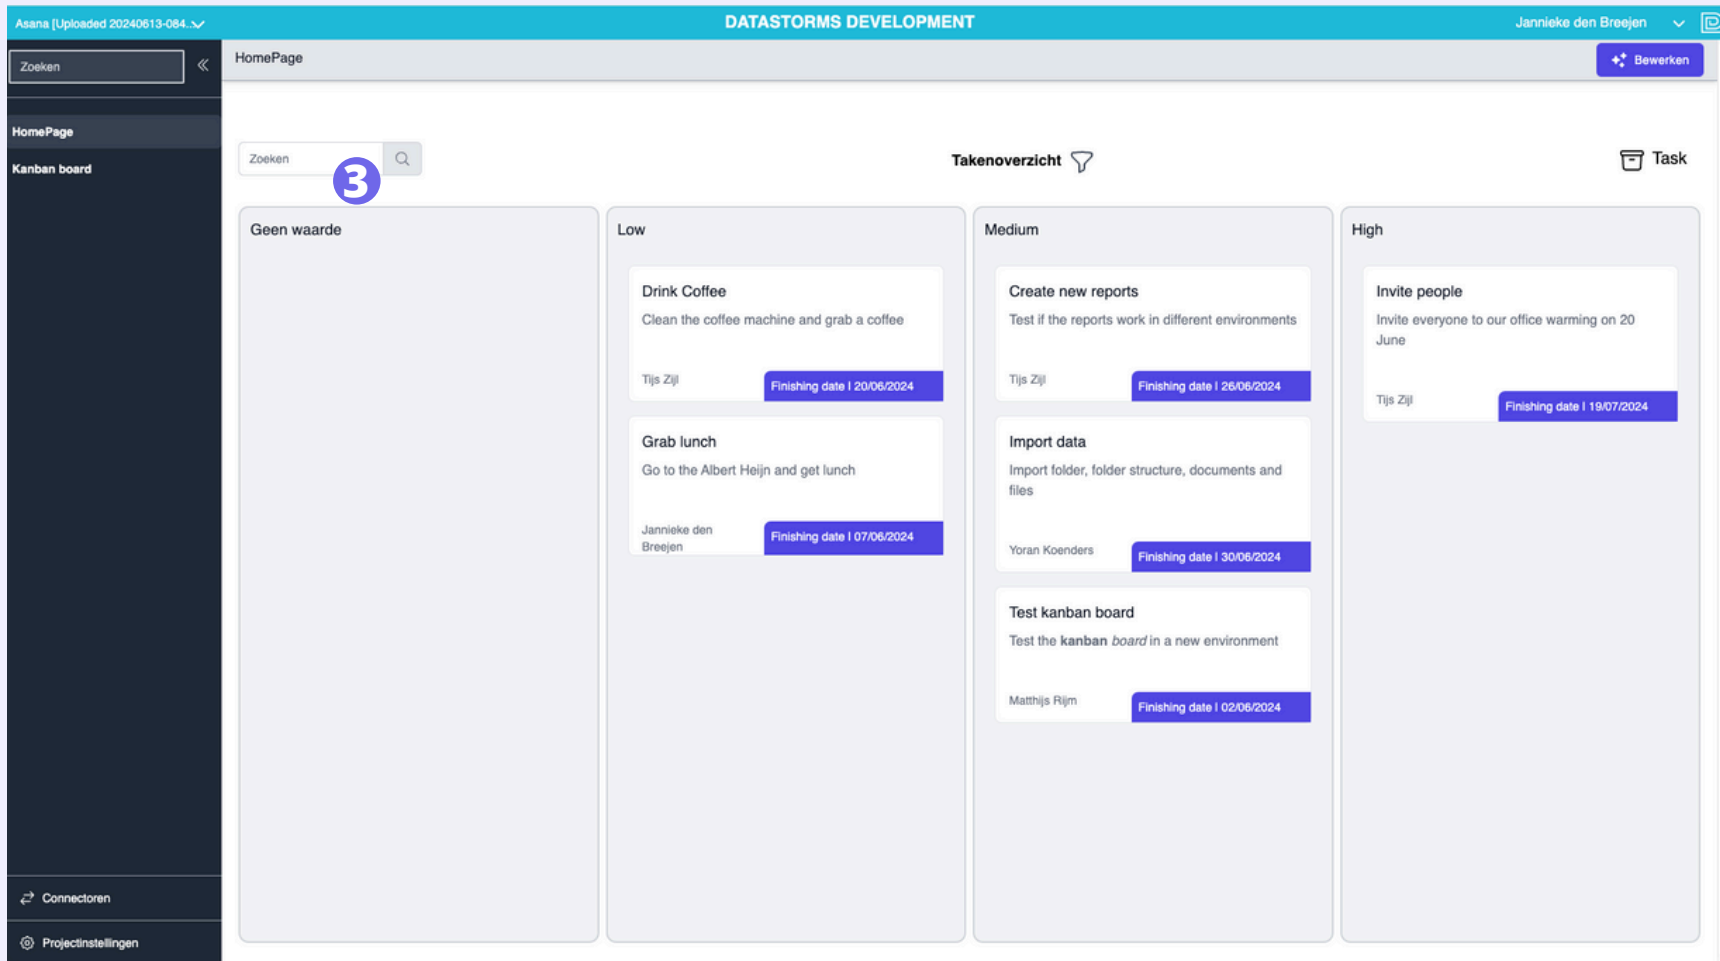 Asana [Uploaded 20240613-084..
DATASTORMS DEVELOPMENT
Jannieke den Breejen
Zoeken
HomePage
Bewerken
HomePage
Kanban board
Zoeken
3
Takenoverzicht
Task
Geen waarde
Low
Drink Coffee
Clean the coffee machine and grab a coffee
Tijs Zijl
Finishing date | 20/06/2024
Grab lunch
Go to the Albert Heijn and get lunch
Jannieke den
Breejen
Finishing date | 07/06/2024
Medium
Create new reports
Test if the reports work in different environments
Tijs Zijl
Finishing date | 26/06/2024
Import data
Import folder, folder structure, documents and
files
Yoran Koenders
Finishing date | 30/06/2024
Test kanban board
Test the kanban board in a new environment
Matthijs Rijm
Finishing date | 02/06/2024
High
Invite people
Invite everyone to our office warming on 20
June
Tijs Zijl
Finishing date | 19/07/2024
Connectoren
Projectinstellingen